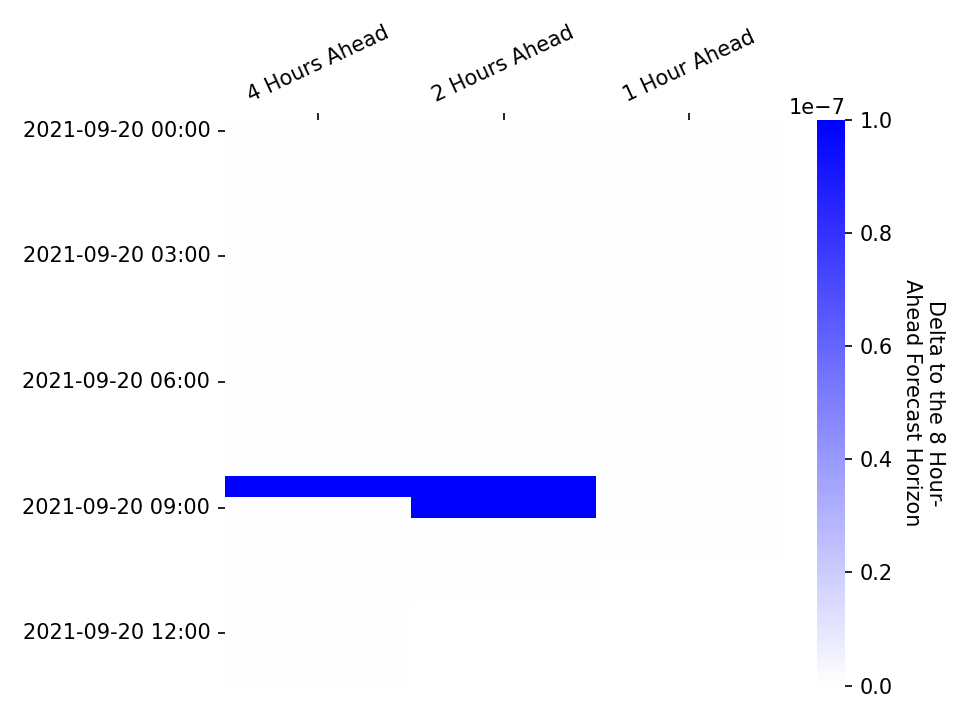 4 Hours Ahead
2 Hours Ahead
1 Hour Ahead
1e−7
2021-09-20 00:00
2021-09-20 03:00
2021-09-20 06:00
2021-09-20 09:00
2021-09-20 12:00
1.0
0.8
0.6
0.4
0.2
0.0
Delta to the 8 Hour-
Ahead Forecast Horizon